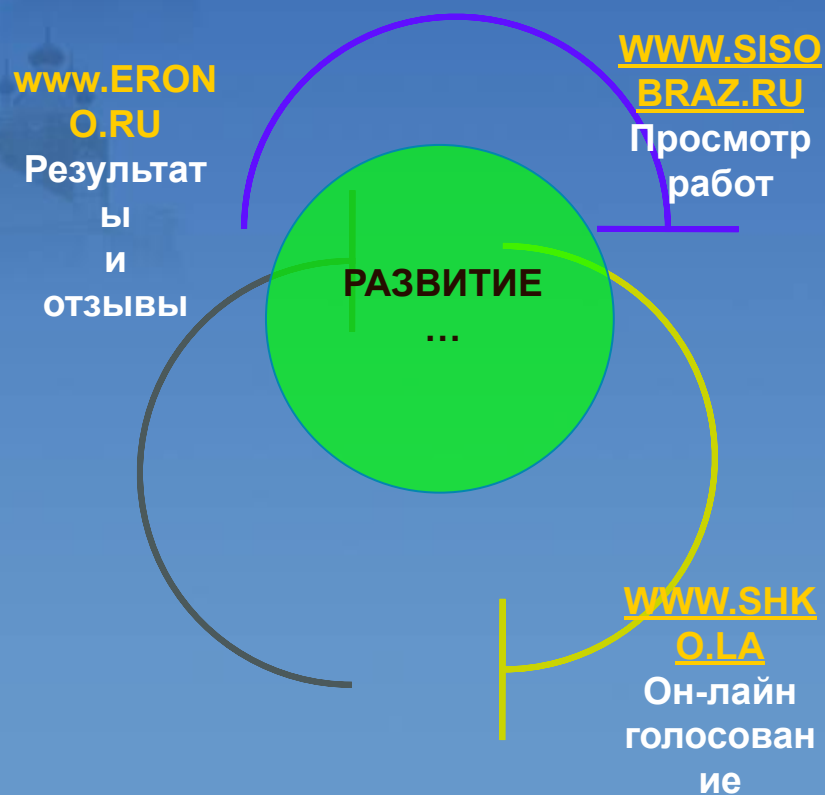 www.ERON
O.RU
Результат
ы
и
отзывы
WWW.SISO
BRAZ.RU
Просмотр
работ
РАЗВИТИЕ
...
WWW.SHK
O.LA
Он-лайн
голосован
ие